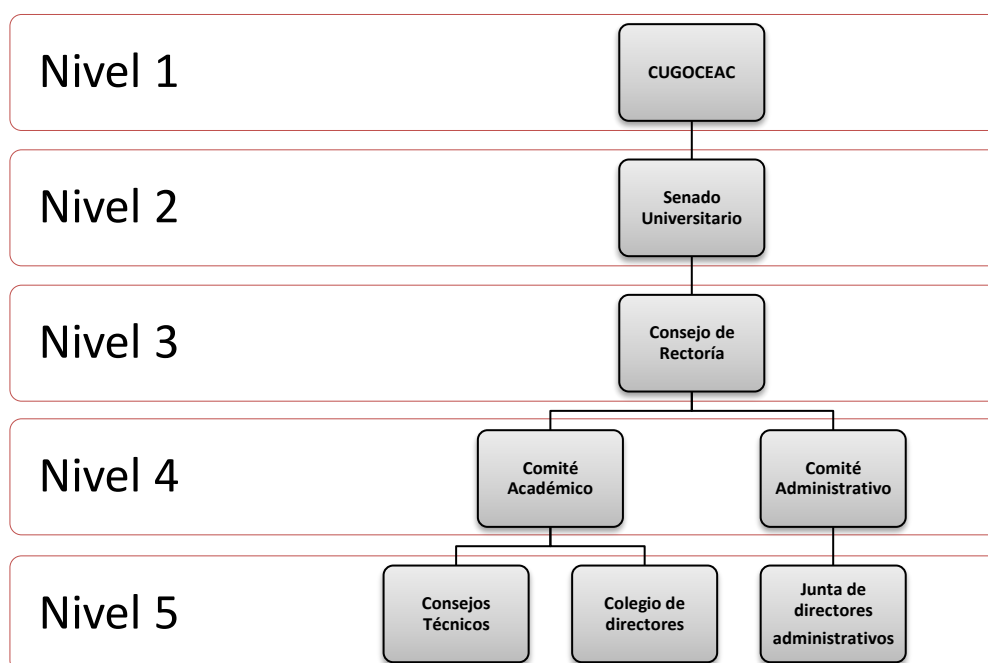 Nivel 1
CUGOCEAC
Nivel 2
Senado
Universitario
Nivel 3
Consejo de
Rectoría
Nivel 4
Comité
Académico
Comité
Administrativo
Nivel 5
Consejos
Técnicos
Colegio de
directores
Junta de
directores
administrativos